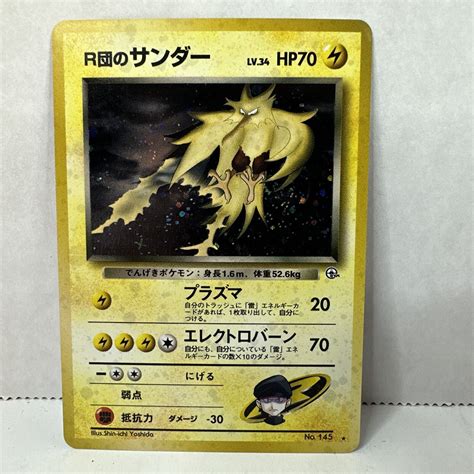 R団のサンダー LV.34 HP70
でんげきポケモン：身長1.6m、体重52.6kg
プラズマ 20
自分のトラッシュに「雷」エネルギーカードがあれば、1枚取り出して、自分につける。
エレクトロバーン 70
自分にも、自分についている「雷」エネルギーカードの数×10のダメージ。
にげる
弱点
抵抗力 ダメージ -30
Illus. Shin-ichi Yoshida
No. 145 ★